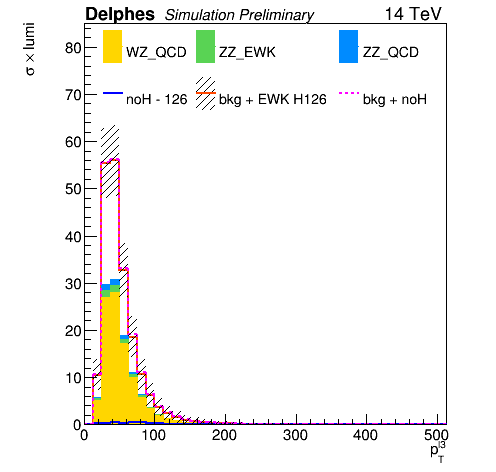 Delphes Simulation Preliminary 14 TeV
σ × lumi
WZ_QCD ZZ_EWK ZZ_QCD
noH - 126 bkg + EWK H126 bkg + noH
80
70
60
50
40
30
20
10
0
0 100 200 300 400 500
p_T^l3